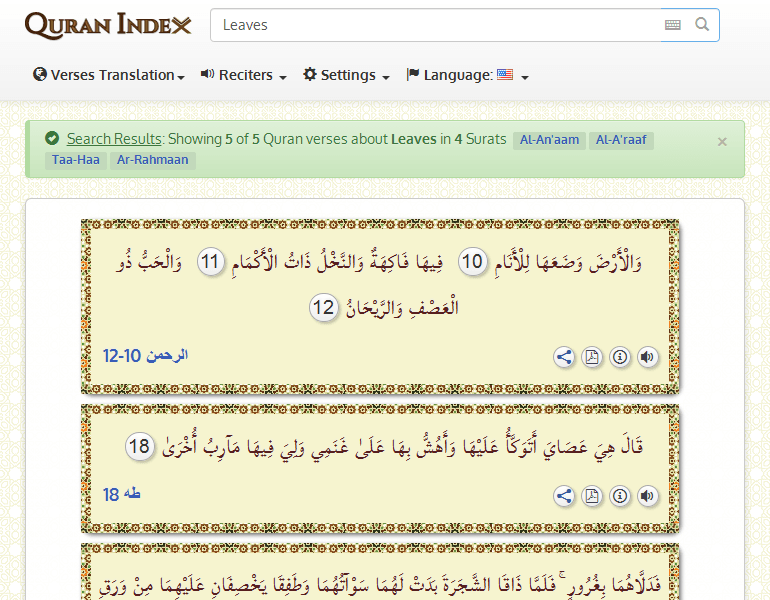 QURAN INDEX
Leaves
Verses Translation Reciters Settings Language:
Search Results: Showing 5 of 5 Quran verses about Leaves in 4 Surats Al-An'aam Al-A'raaf
Taa-Haa Ar-Rahmaan
وَالْأَرْضَ وَضَعَهَا لِلْأَنَامِ 10 فِيهَا فَاكِهَةٌ وَالنَّخْلُ ذَاتُ الْأَكْمَامِ 11 وَالْحَبُّ ذُو
الْعَصْفِ وَالرَّيْحَانُ 12
الرحمن 10-12
قَالَ هِيَ عَصَايَ أَتَوَكَّأُ عَلَيْهَا وَأَهُشُّ بِهَا عَلَىٰ غَنَمِي وَلِيَ فِيهَا مَآرِبُ أُخْرَىٰ 18
طه 18
فَدَلَّاهُمَا بِغُرُورٍ ۚ فَلَمَّا ذَاقَا الشَّجَرَةَ بَدَتْ لَهُمَا سَوْآتُهُمَا وَطَفِقَا يَخْصِفَانِ عَلَيْهِمَا مِنْ وَرَقِ